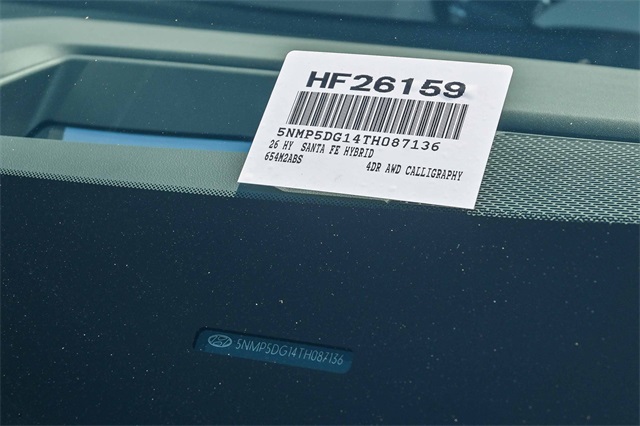 HF26159
5NMP5DG14TH087136
26 HY SANTA FE HYBRID
654M2ABS 4DR AWD CALLIGRAPHY
5NMP5DG14TH087136